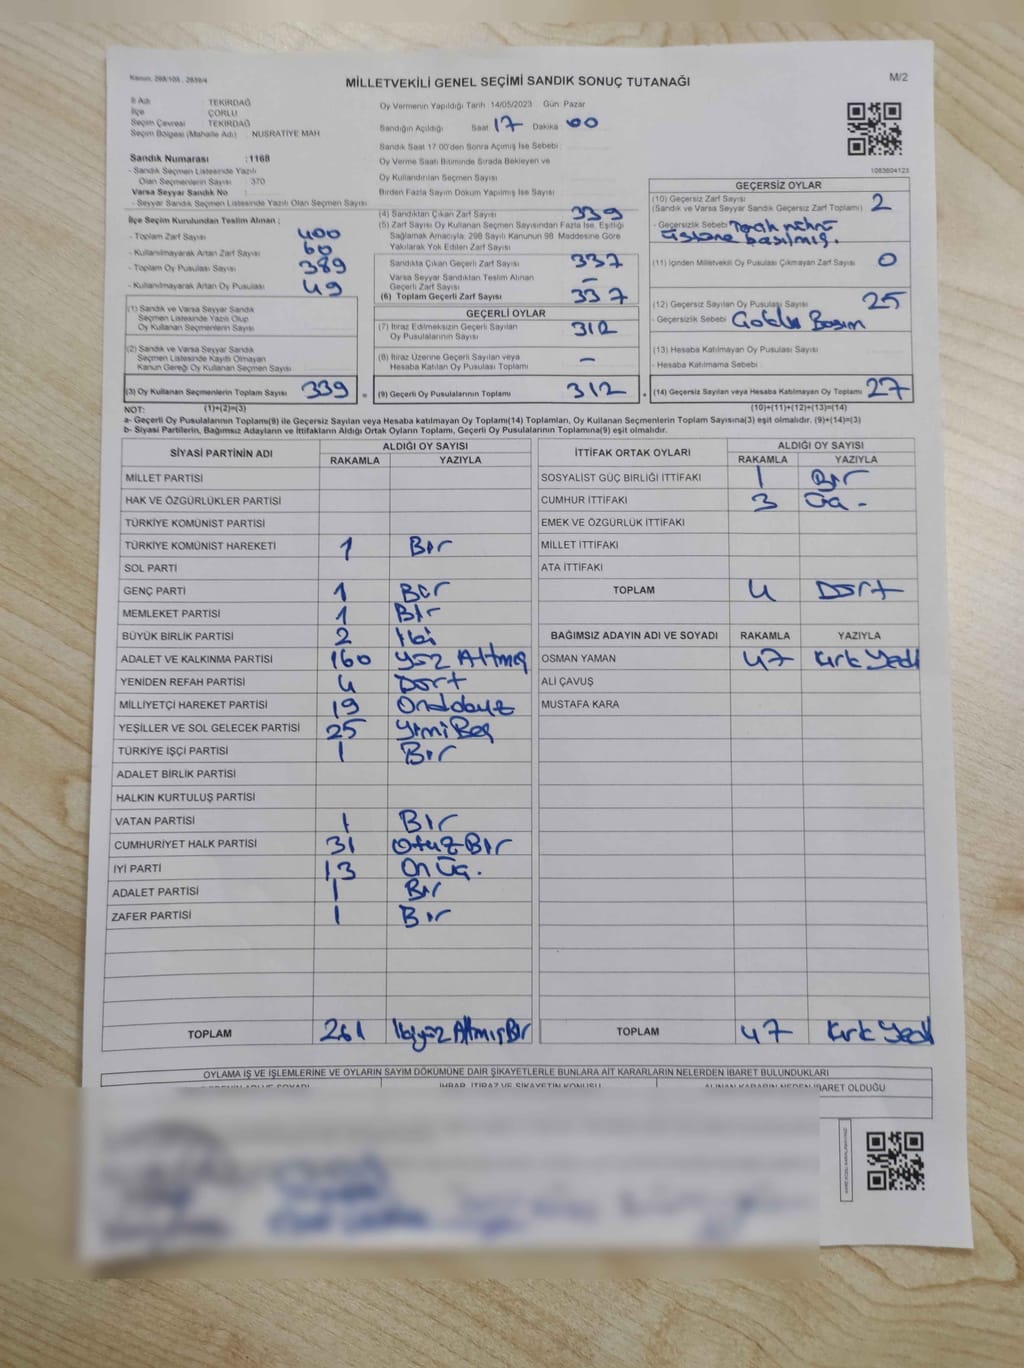 Kanun: 298/105 , 2839/4
MİLLETVEKİLİ GENEL SEÇİMİ SANDIK SONUÇ TUTANAĞI
M/2
İl Adı : TEKİRDAĞ
İlçe : ÇORLU
Seçim Çevresi : TEKİRDAĞ
Seçim Bölgesi (Mahalle Adı) : NUSRATİYE MAH
Sandık Numarası :1168
- Sandık Seçmen Listesinde Yazılı
Olan Seçmenlerin Sayısı : 370
Varsa Seyyar Sandık No :
- Seyyar Sandık Seçmen Listesinde Yazılı Olan Seçmen Sayısı
Oy Vermenin Yapıldığı Tarih 14/05/2023 Gün: Pazar
Sandığın Açıldığı Saat 17 Dakika 00
Sandık Saat 17:00'den Sonra Açılmış İse Sebebi:
Oy Verme Saati Bitiminde Sırada Bekleyen ve
Oy Kullandırılan Seçmen Sayısı
Birden Fazla Sayım Döküm Yapılmış İse Sayısı
1083604123
İlçe Seçim Kurulundan Teslim Alınan ;
- Toplam Zarf Sayısı 400
- Kullanılmayarak Artan Zarf Sayısı 60
- Toplam Oy Pusulası Sayısı 389
- Kullanılmayarak Artan Oy Pusulası 49
(1) Sandık ve Varsa Seyyar Sandık
Seçmen Listesinde Yazılı Olup
Oy Kullanan Seçmenlerin Sayısı
(2) Sandık ve Varsa Seyyar Sandık
Seçmen Listesinde Kayıtlı Olmayan
Kanun Gereği Oy Kullanan Seçmen Sayısı
(3) Oy Kullanan Seçmenlerin Toplam Sayısı 339
(4) Sandıktan Çıkan Zarf Sayısı 339
(5) Zarf Sayısı Oy Kullanan Seçmen Sayısından Fazla İse, Eşitliği
Sağlamak Amacıyla, 298 Sayılı Kanunun 98. Maddesine Göre
Yakılarak Yok Edilen Zarf Sayısı
Sandıkta Çıkan Geçerli Zarf Sayısı 337
Varsa Seyyar Sandıktan Teslim Alınan
Geçerli Zarf Sayısı –
(6) Toplam Geçerli Zarf Sayısı 337
GEÇERLİ OYLAR
(7) İtiraz Edilmeksizin Geçerli Sayılan
Oy Pusulalarının Sayısı 312
(8) İtiraz Üzerine Geçerli Sayılan veya
Hesaba Katılan Oy Pusulası Toplamı –
(9) Geçerli Oy Pusulalarının Toplamı 312
GEÇERSİZ OYLAR
(10) Geçersiz Zarf Sayısı
(Sandık ve Varsa Seyyar Sandık Geçersiz Zarf Toplamı) 2
- Geçersizlik Sebebi
üstüne basılmış.
(11) İçinden Milletvekili Oy Pusulası Çıkmayan Zarf Sayısı 0
(12) Geçersiz Sayılan Oy Pusulası Sayısı 25
- Geçersizlik Sebebi
(13) Hesaba Katılmayan Oy Pusulası Sayısı
- Hesaba Katılmama Sebebi :
(14) Geçersiz Sayılan veya Hesaba Katılmayan Oy Toplamı 27
NOT: (1)+(2)=(3) (10)+(11)+(12)+(13)=(14)
a- Geçerli Oy Pusulalarının Toplamı(9) ile Geçersiz Sayılan veya Hesaba Katılmayan Oy Toplamı(14) Toplamları, Oy Kullanan Seçmenlerin Toplam Sayısına(3) eşit olmalıdır. (9)+(14)=(3)
b- Siyasi Partilerin, Bağımsız Adayların ve İttifakların Aldığı Ortak Oyların Toplamı, Geçerli Oy Pusulalarının Toplamına(9) eşit olmalıdır.
SİYASİ PARTİNİN ADI ALDIĞI OY SAYISI
RAKAMLA YAZIYLA
MİLLET PARTİSİ
HAK VE ÖZGÜRLÜKLER PARTİSİ
TÜRKİYE KOMÜNİST PARTİSİ
TÜRKİYE KOMÜNİST HAREKETİ 1 Bir
SOL PARTİ
GENÇ PARTİ 1 Bir
MEMLEKET PARTİSİ 1 Bir
BÜYÜK BİRLİK PARTİSİ 2 İki
ADALET VE KALKINMA PARTİSİ 160 Yüz Altmış
YENİDEN REFAH PARTİSİ 4 Dört
MİLLİYETÇİ HAREKET PARTİSİ 19 Ondokuz
YEŞİLLER VE SOL GELECEK PARTİSİ 25 YirmiBeş
TÜRKİYE İŞÇİ PARTİSİ 1 Bir
ADALET BİRLİK PARTİSİ
HALKIN KURTULUŞ PARTİSİ
VATAN PARTİSİ 1 Bir
CUMHURİYET HALK PARTİSİ 31 Otuz Bir
İYİ PARTİ 13 On Üç.
ADALET PARTİSİ 1 Bir
ZAFER PARTİSİ 1 Bir
TOPLAM 261 İkiyüz Altmış Bir
İTTİFAK ORTAK OYLARI ALDIĞI OY SAYISI
RAKAMLA YAZIYLA
SOSYALİST GÜÇ BİRLİĞİ İTTİFAKI 1 Bir
CUMHUR İTTİFAKI 3 Üç -
EMEK VE ÖZGÜRLÜK İTTİFAKI
MİLLET İTTİFAKI
ATA İTTİFAKI
TOPLAM 4 Dört
BAĞIMSIZ ADAYIN ADI VE SOYADI RAKAMLA YAZIYLA
OSMAN YAMAN 47 Kırk Yedi
ALİ ÇAVUŞ
MUSTAFA KARA
TOPLAM 47 Kırk Yedi
OYLAMA İŞ VE İŞLEMLERİNE VE OYLARIN SAYIM DÖKÜMÜNE DAİR ŞİKAYETLERLE BUNLARA AİT KARARLARIN NELERDEN İBARET BULUNDUKLARI
İHBAR, İTİRAZ VE ŞİKAYETİN KONUSU ALINAN KARARIN NEDEN İBARET OLDUĞU